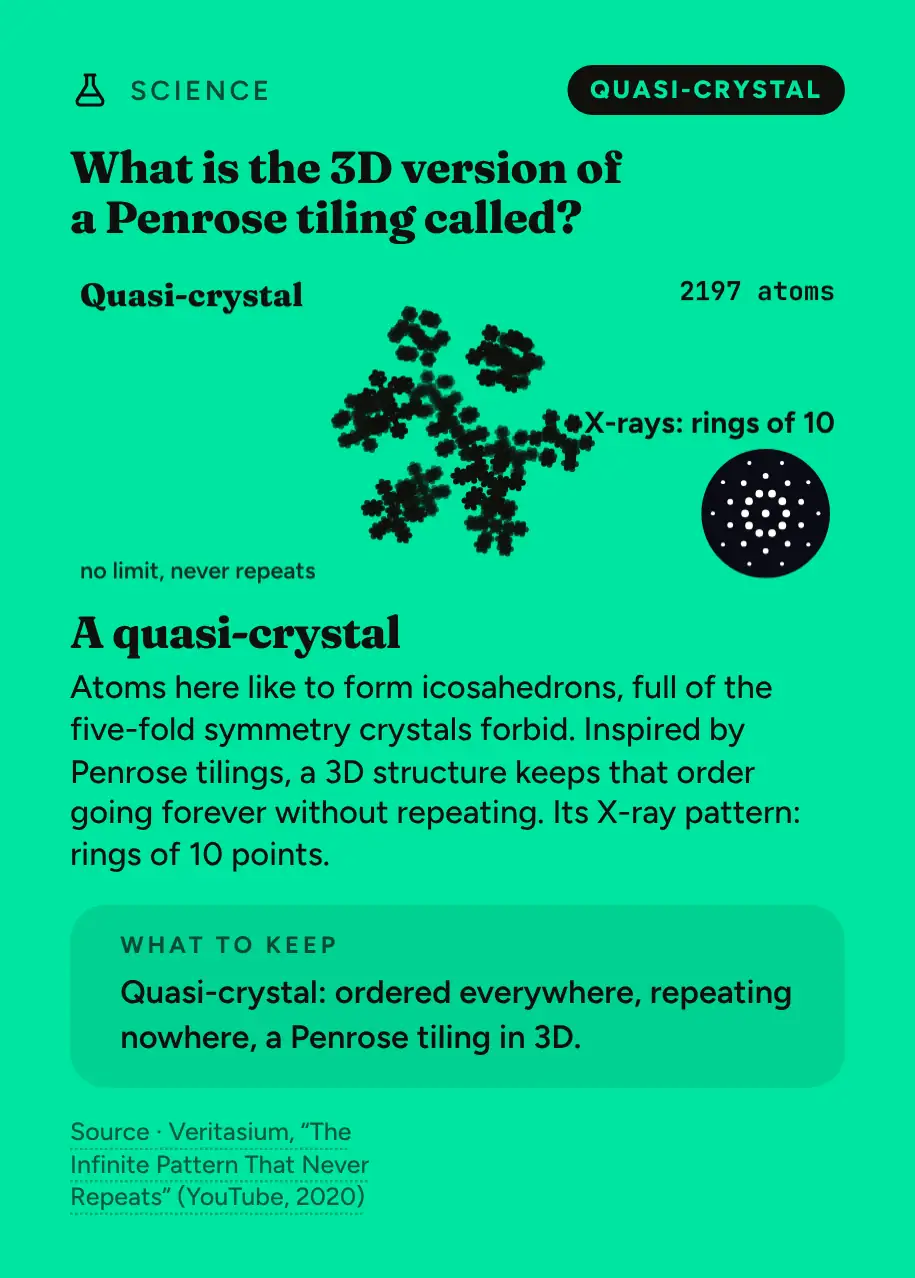 SCIENCE
QUASI-CRYSTAL
What is the 3D version of
a Penrose tiling called?
Quasi-crystal
2197 atoms
X-rays: rings of 10
no limit, never repeats
A quasi-crystal
Atoms here like to form icosahedrons, full of the
five-fold symmetry crystals forbid. Inspired by
Penrose tilings, a 3D structure keeps that order
going forever without repeating. Its X-ray pattern:
rings of 10 points.
WHAT TO KEEP
Quasi-crystal: ordered everywhere, repeating
nowhere, a Penrose tiling in 3D.
Source · Veritasium, “The
Infinite Pattern That Never
Repeats” (YouTube, 2020)